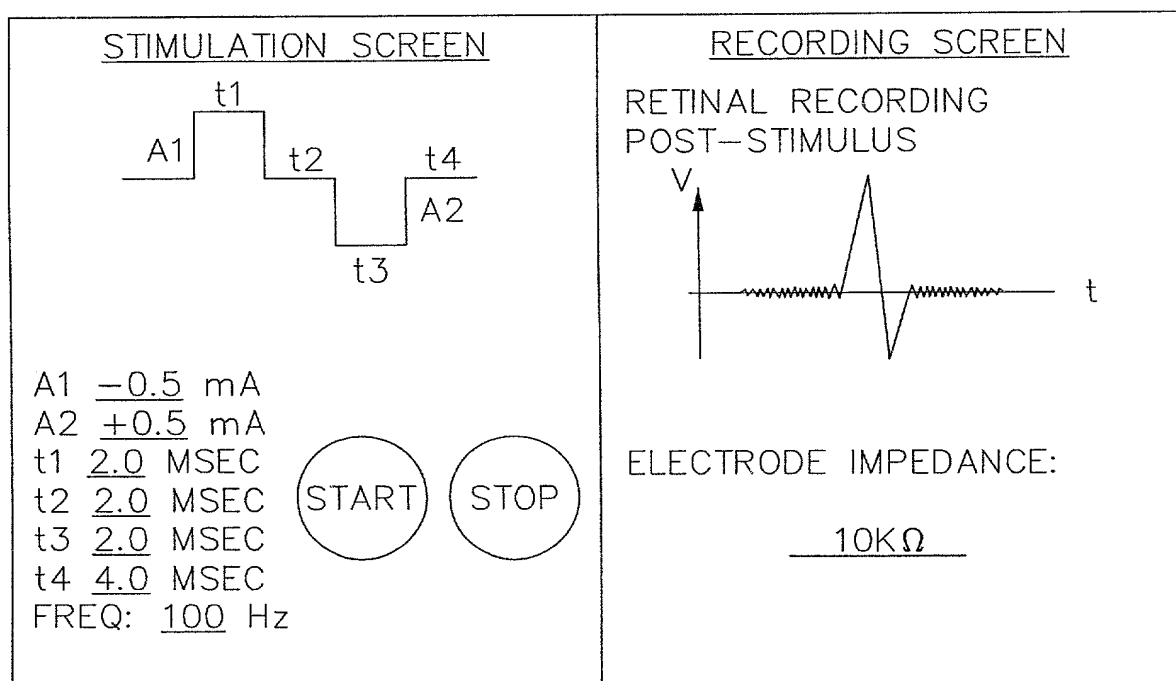 STIMULATION SCREEN
t1
A1
t2
t4
A2
t3
A1 −0.5 mA
A2 +0.5 mA
t1 2.0 MSEC
t2 2.0 MSEC
t3 2.0 MSEC
t4 4.0 MSEC
FREQ: 100 Hz
START
STOP
RECORDING SCREEN
RETINAL RECORDING
POST−STIMULUS
V
t
ELECTRODE IMPEDANCE:
10KΩ